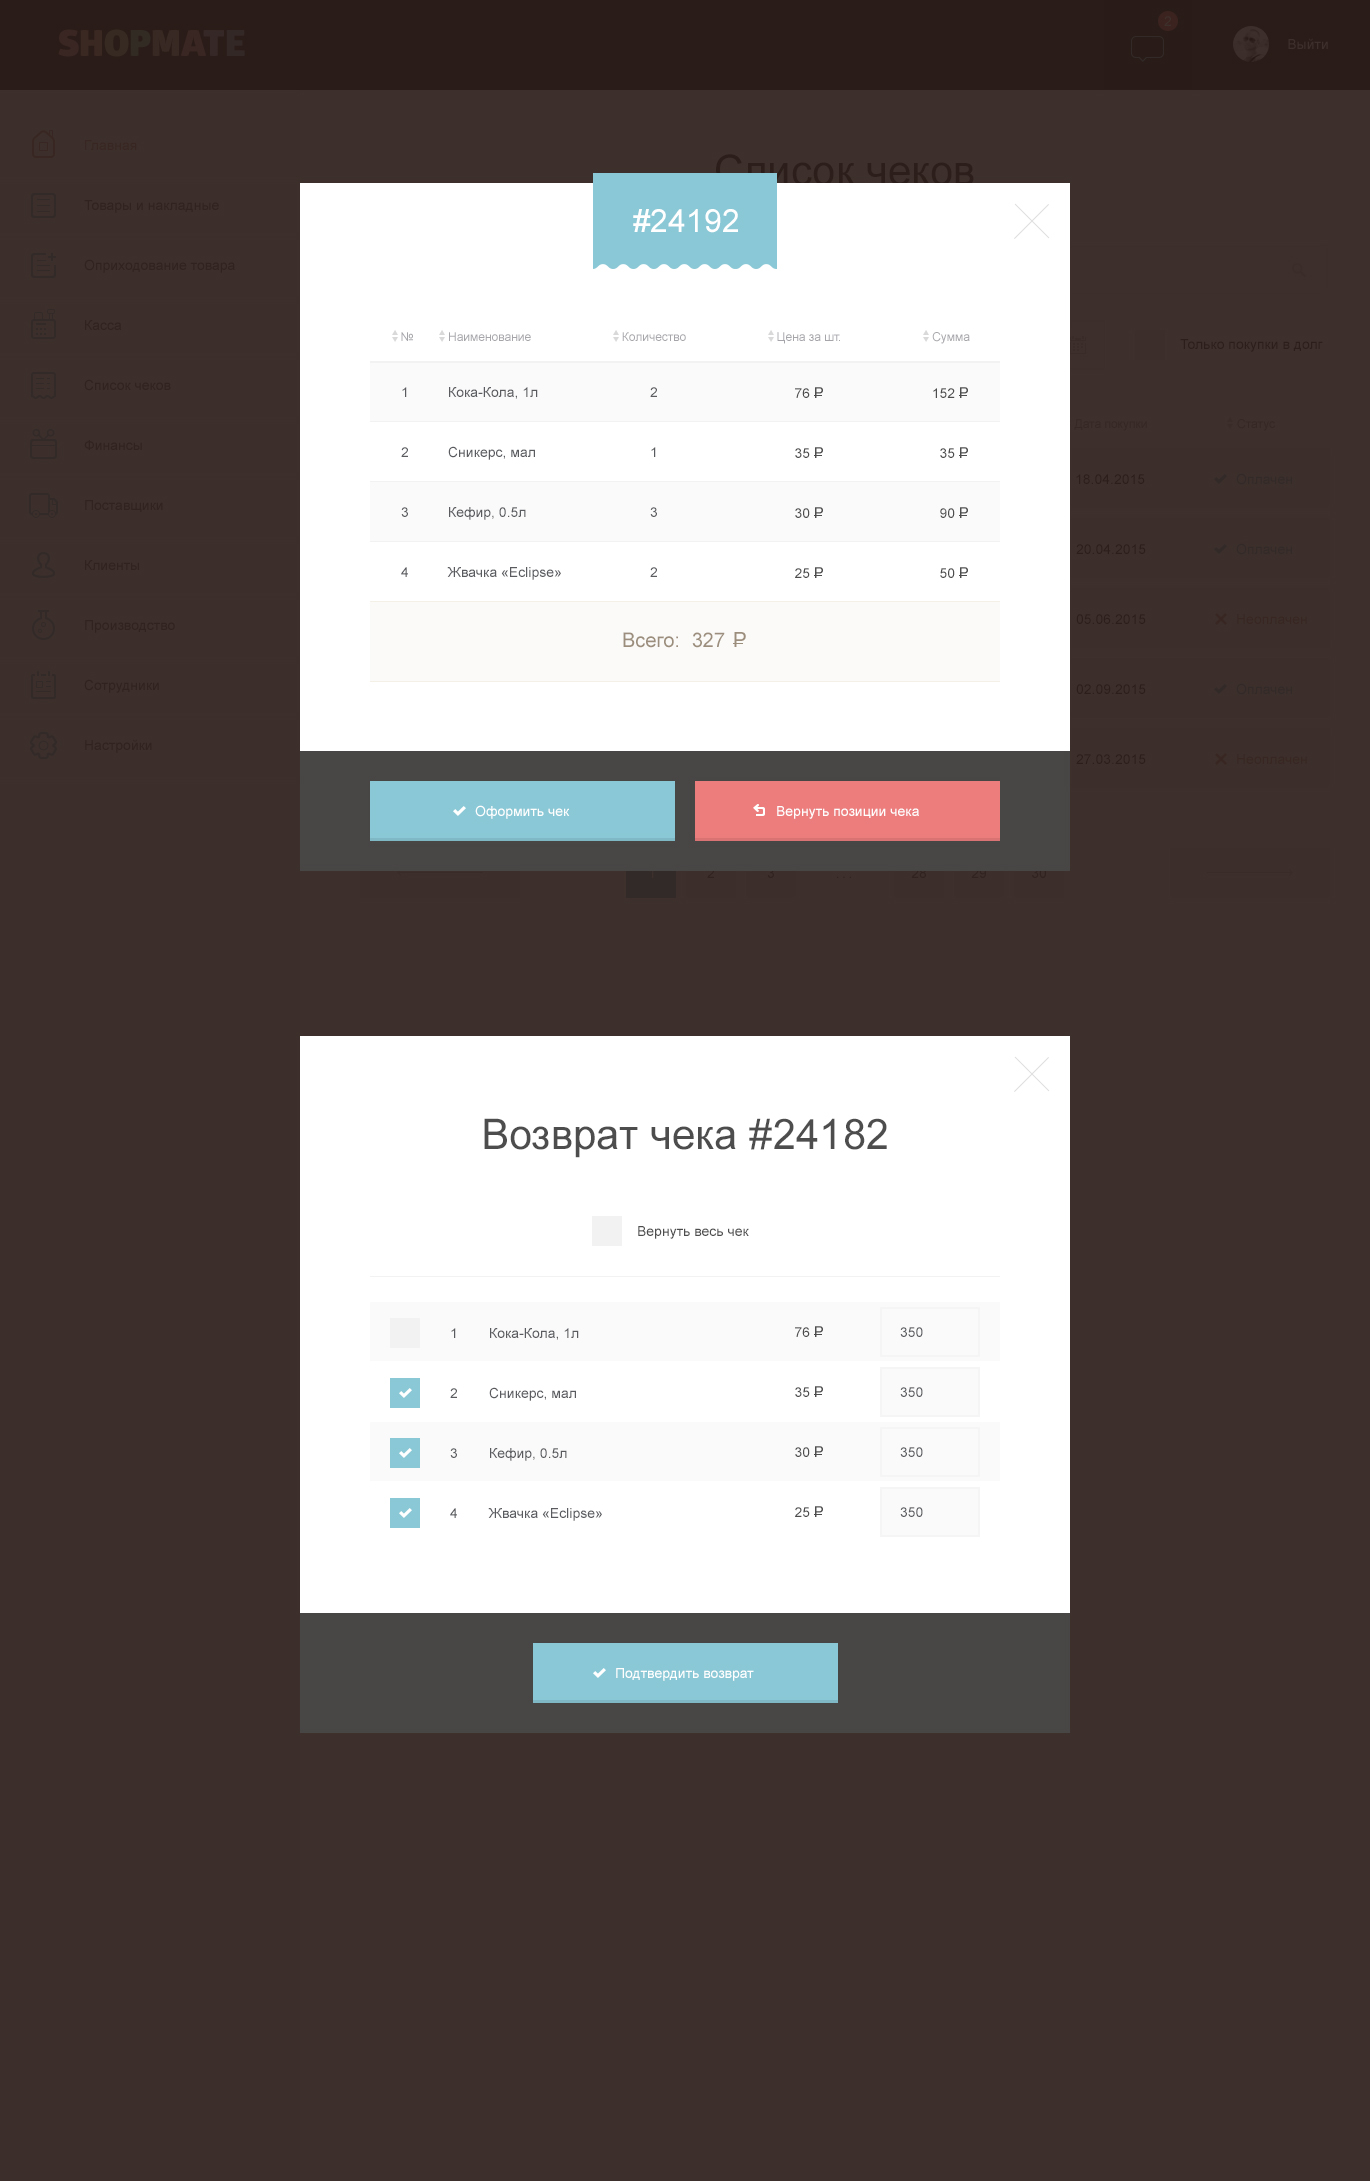 SHOPMATE
2
Выйти
Главная
Товары и накладные
Оприходование товара
Касса
Список чеков
Финансы
Поставщики
Клиенты
Производство
Сотрудники
Настройки
Список чеков
Только покупки в долг
Дата покупки Статус
18.04.2015 Оплачен
20.04.2015 Оплачен
05.06.2015 Неоплачен
02.09.2015 Оплачен
27.03.2015 Неоплачен
1 2 3 28 29 30
#24192
№ Наименование Количество Цена за шт. Сумма
1 Кока-Кола, 1л 2 76 ₽ 152 ₽
2 Сникерс, мал 1 35 ₽ 35 ₽
3 Кефир, 0.5л 3 30 ₽ 90 ₽
4 Жвачка «Eclipse» 2 25 ₽ 50 ₽
Всего: 327 ₽
Оформить чек Вернуть позиции чека
Возврат чека #24182
Вернуть весь чек
1 Кока-Кола, 1л 76 ₽ 350
2 Сникерс, мал 35 ₽ 350
3 Кефир, 0.5л 30 ₽ 350
4 Жвачка «Eclipse» 25 ₽ 350
Подтвердить возврат